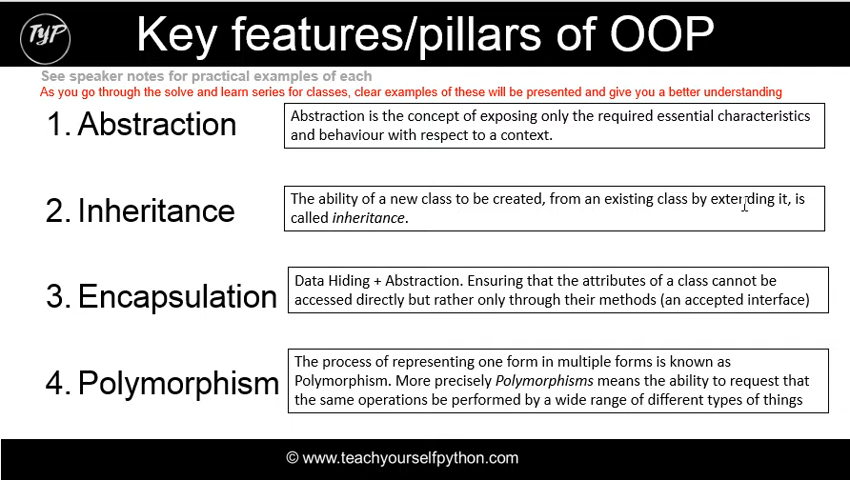 TyP
Key features/pillars of OOP
See speaker notes for practical examples of each
As you go through the solve and learn series for classes, clear examples of these will be presented and give you a better understanding
1. Abstraction
Abstraction is the concept of exposing only the required essential characteristics
and behaviour with respect to a context.
2. Inheritance
The ability of a new class to be created, from an existing class by extending it, is
called inheritance.
3. Encapsulation
Data Hiding + Abstraction. Ensuring that the attributes of a class cannot be
accessed directly but rather only through their methods (an accepted interface)
4. Polymorphism
The process of representing one form in multiple forms is known as
Polymorphism. More precisely Polymorphisms means the ability to request that
the same operations be performed by a wide range of different types of things
© www.teachyourselfpython.com